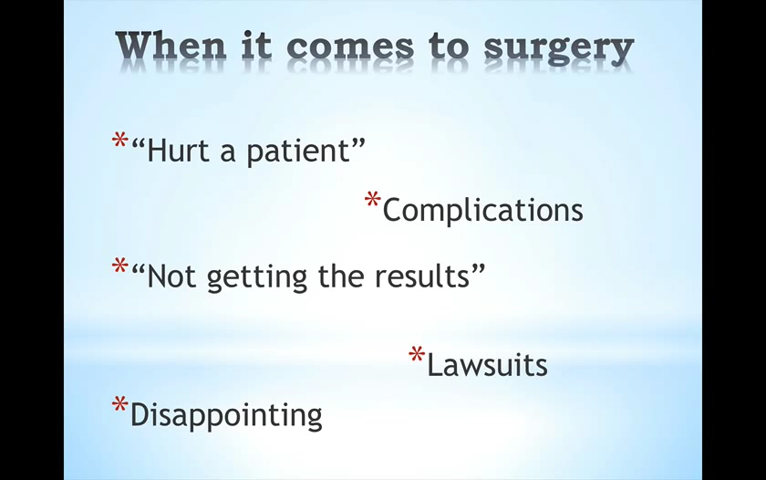 When it comes to surgery
*“Hurt a patient”
*Complications
*“Not getting the results”
*Lawsuits
*Disappointing